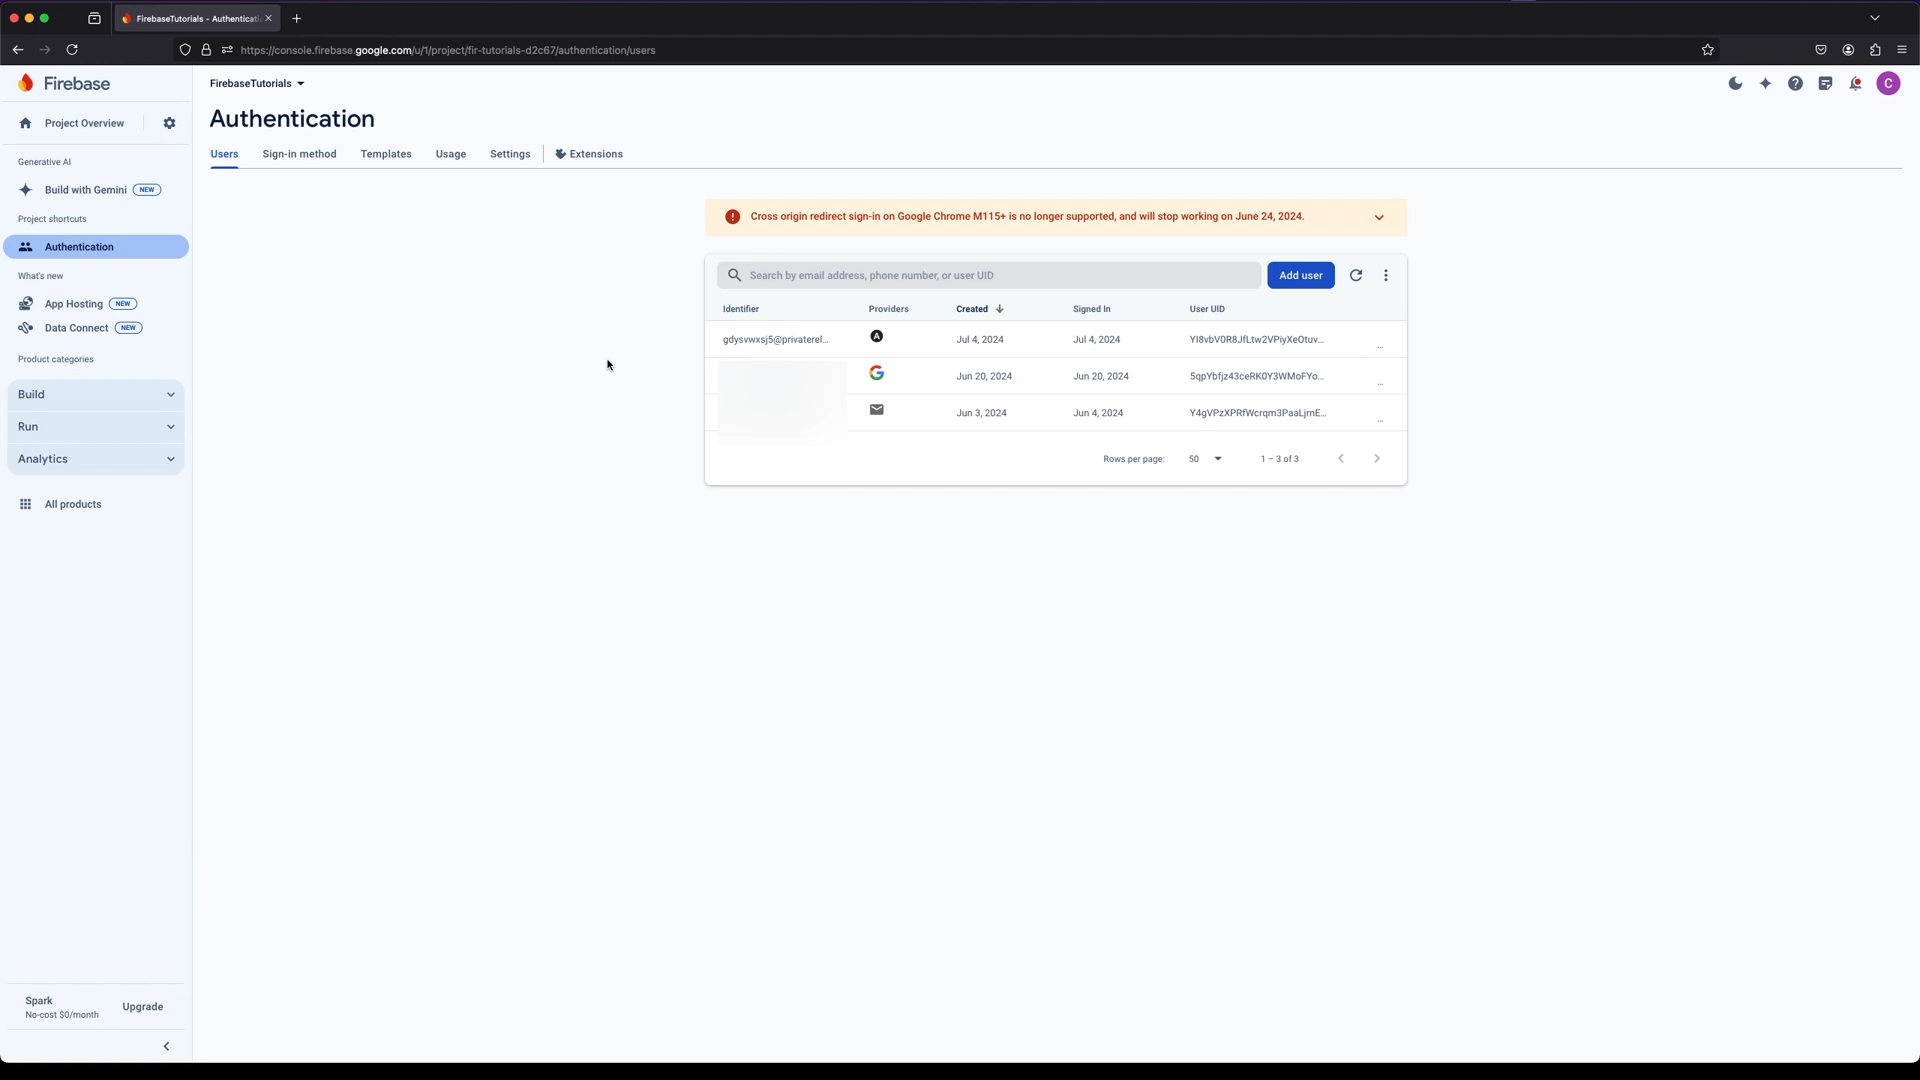 FirebaseTutorials - Authenticati
https://console.firebase.google.com/u/1/project/fir-tutorials-d2c67/authentication/users
Firebase
FirebaseTutorials
C
Project Overview
Authentication
Users Sign-in method Templates Usage Settings Extensions
Generative AI
Build with Gemini NEW
Project shortcuts
Authentication
What's new
App Hosting NEW
Data Connect NEW
Product categories
Build
Run
Analytics
All products
Cross origin redirect sign-in on Google Chrome M115+ is no longer supported, and will stop working on June 24, 2024.
Search by email address, phone number, or user UID
Add user
Identifier Providers Created Signed In User UID
gdysvwxsj5@privaterel... Jul 4, 2024 Jul 4, 2024 YI8vbV0R8JfLtw2VPiyXeOtuv...
Jun 20, 2024 Jun 20, 2024 5qpYbfjz43ceRK0Y3WMoFYo...
Jun 3, 2024 Jun 4, 2024 Y4gVPzXPRfWcrqm3PaaLjrnE...
Rows per page: 50 1 – 3 of 3
Spark
No-cost $0/month
Upgrade